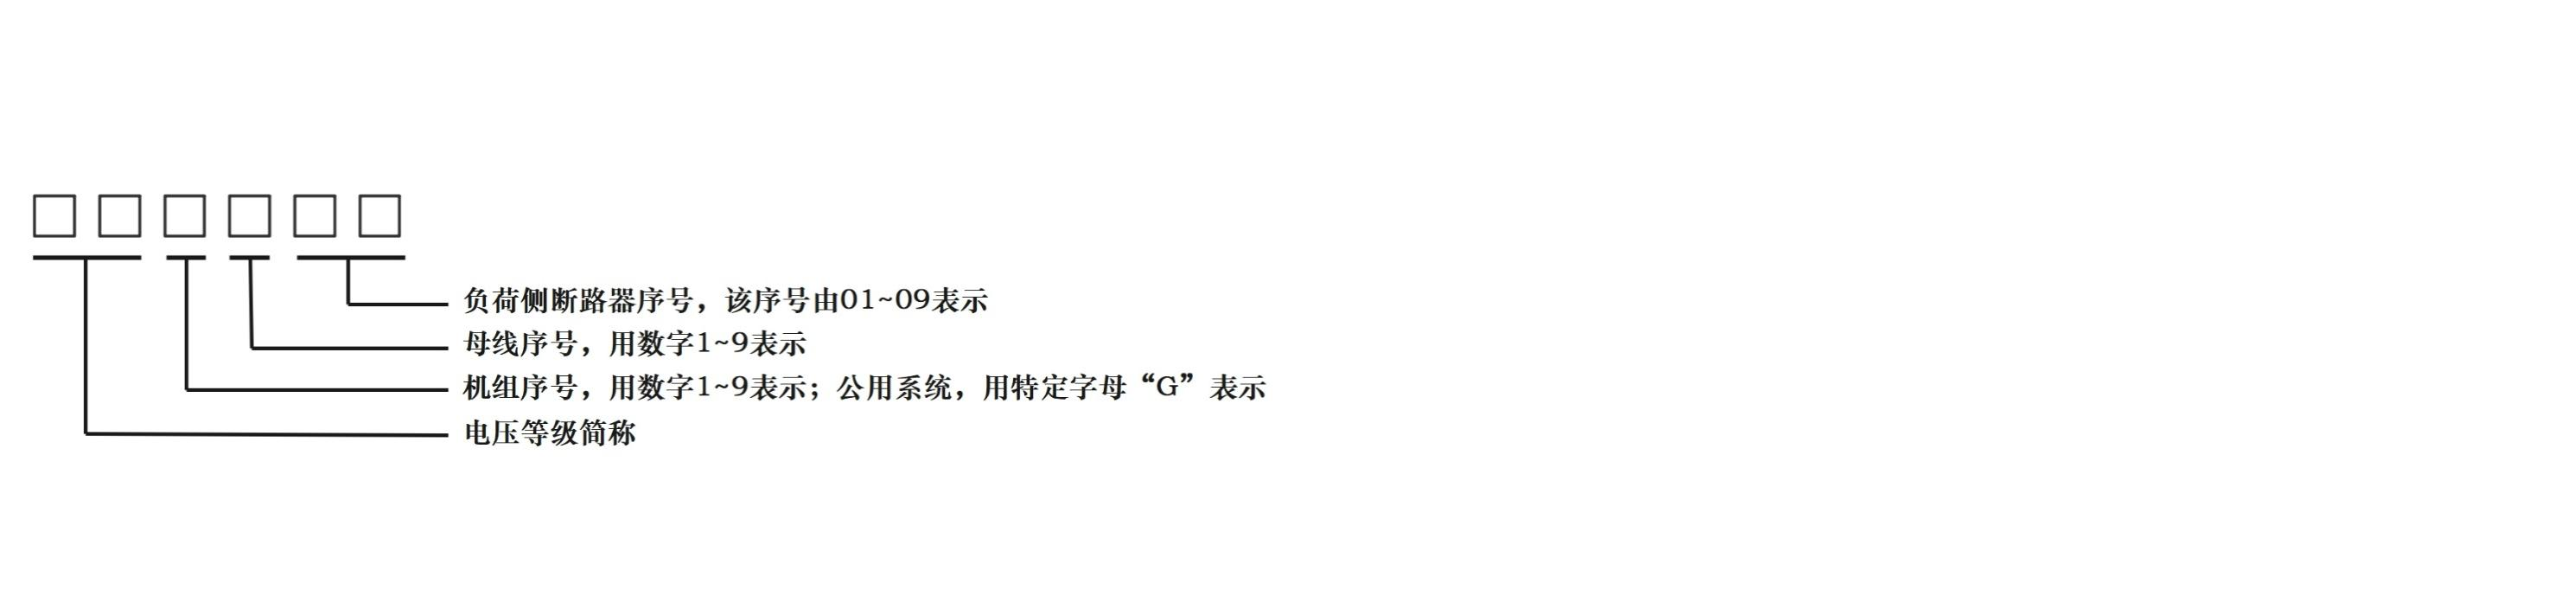 负荷侧断路器序号，该序号由01~09表示
母线序号，用数字1~9表示
机组序号，用数字1~9表示；公用系统，用特定字母“G”表示
电压等级简称